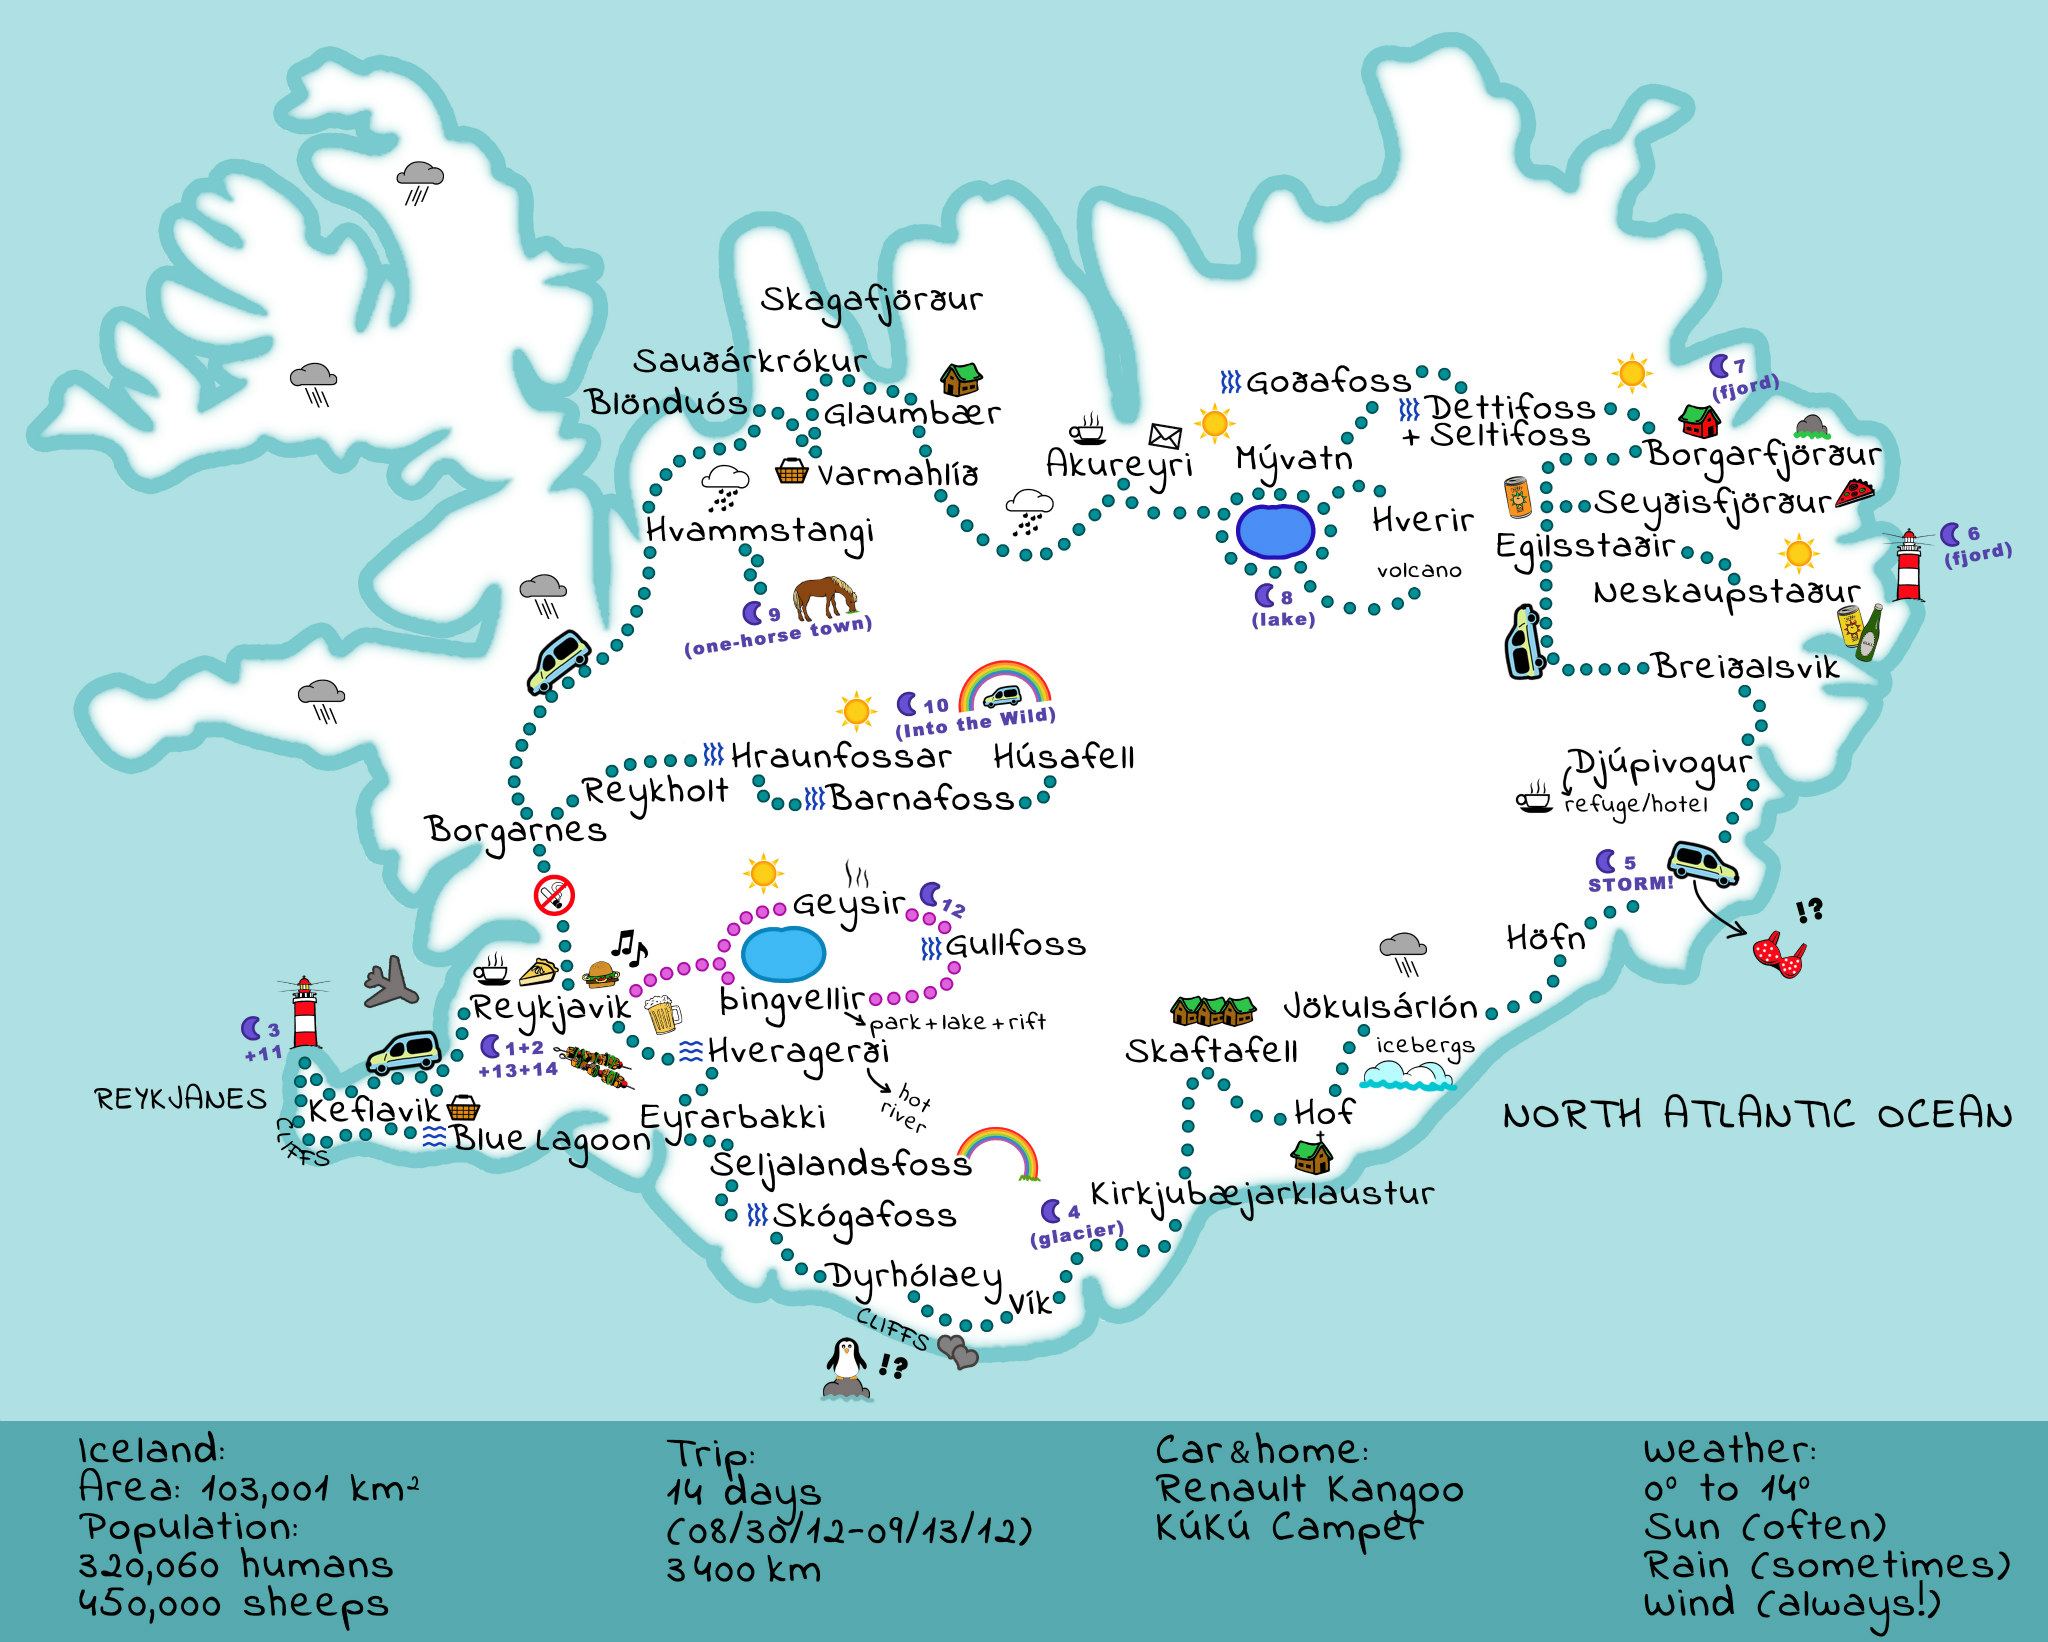 Skagafjörður
Sauðárkrókur
Blönduós
Glaumbær
Varmahlíð
Hvammstangi
9
(one-horse town)
Akureyri
Mývatn
Goðafoss
Dettifoss
+ Seltifoss
Hverir
volcano
8
(lake)
7
(fjord)
Borgarfjörður
Seyðisfjörður
Egilsstaðir
6
(fjord)
Neskaupstaður
Breiðalsvik
Djúpivogur
refuge/hotel
5
STORM!
!?
Höfn
10
(Into the Wild)
Hraunfossar
Húsafell
Reykholt
Barnafoss
Borgarnes
Geysir
12
Gullfoss
Þingvellir
park+lake+rift
Reykjavik
1+2
+13+14
Hveragerði
hot
river
3
+11
REYKJANES
Keflavik
CLIFFS
Blue Lagoon
Eyrarbakki
Seljalandsfoss
Skógafoss
Dyrhólaey
Vík
CLIFFS
!?
4
(glacier)
Kirkjubæjarklaustur
Skaftafell
Hof
Jökulsárlón
icebergs
NORTH ATLANTIC OCEAN
Iceland:
Area: 103,001 km²
Population:
320,060 humans
450,000 sheeps
Trip:
14 days
(08/30/12-09/13/12)
3400 km
Car&home:
Renault Kangoo
KúKú Camper
Weather:
0° to 14°
Sun (often)
Rain (sometimes)
Wind (always!)